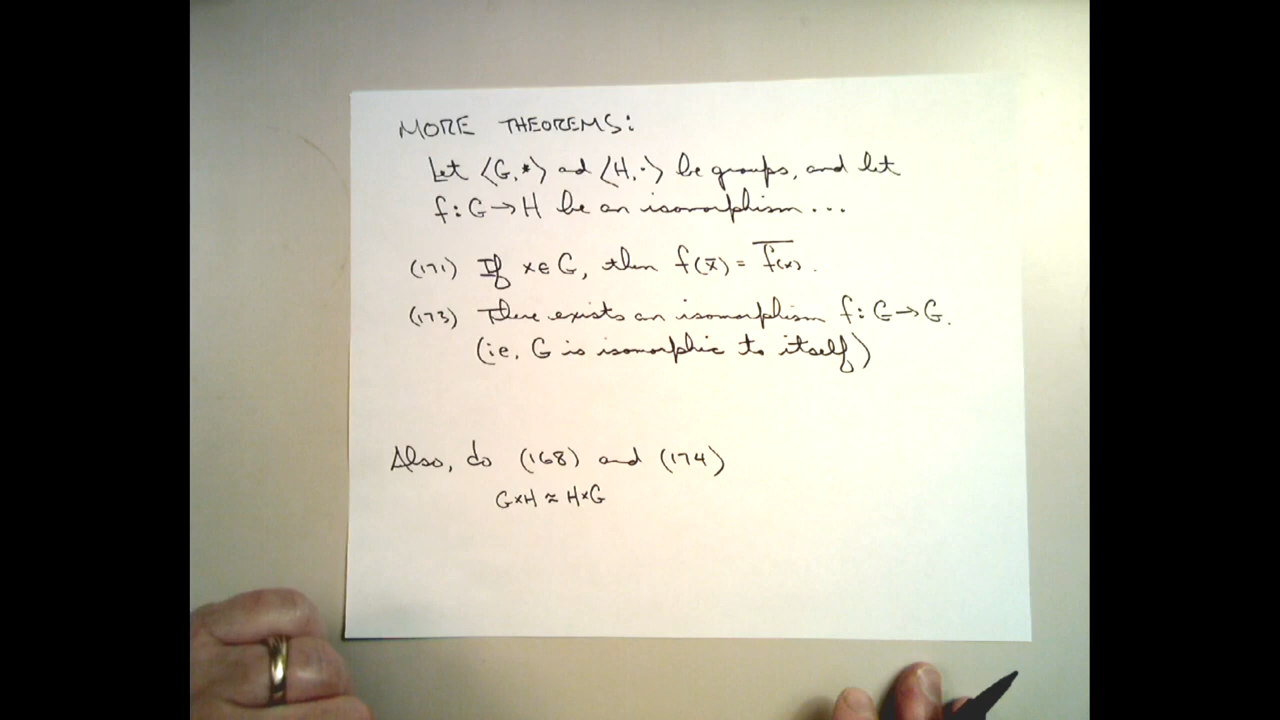 MORE THEOREMS:
Let ⟨G,*⟩ and ⟨H,·⟩ be groups, and let
f: G→H be an isomorphism...
(171) If x∈G, then f(x̅) = \overline{f(x)}.
(173) There exists an isomorphism f: G→G.
(ie, G is isomorphic to itself)
Also, do (168) and (174)
G×H ≈ H×G